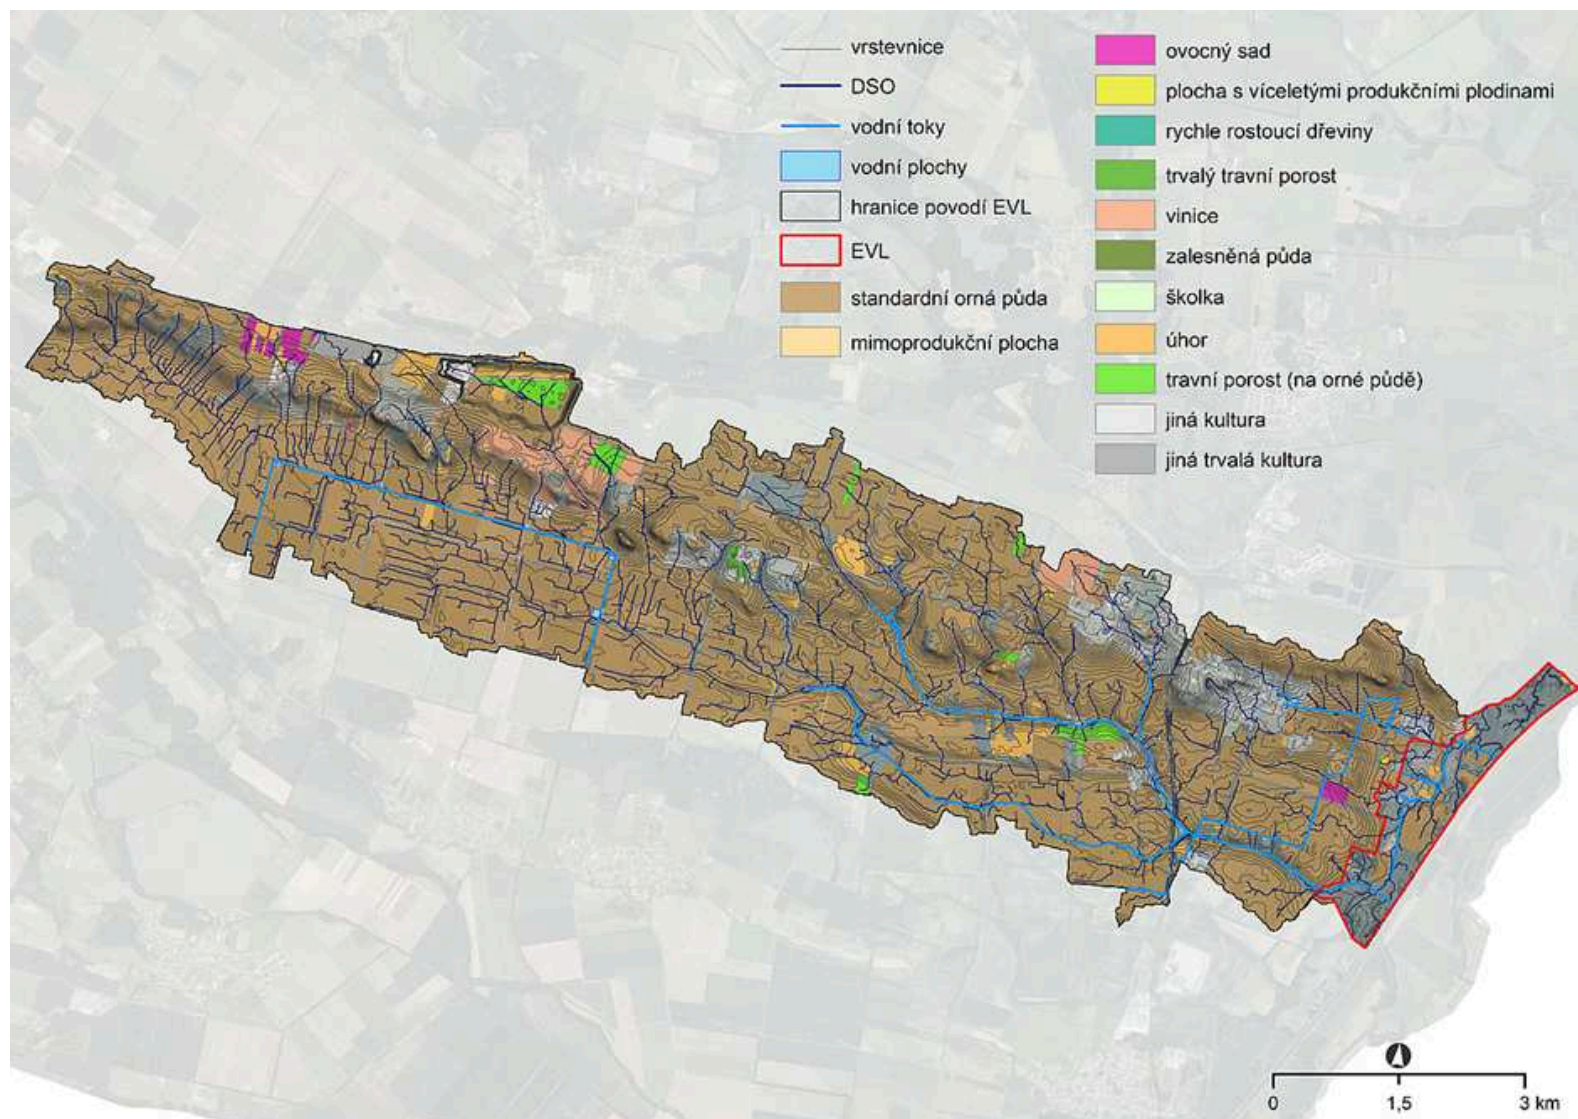 vrstevnice
DSO
vodní toky
vodní plochy
hranice povodí EVL
EVL
standardní orná půda
mimoprodukční plocha
ovocný sad
plocha s víceletými produkčními plodinami
rychle rostoucí dřeviny
trvalý travní porost
vinice
zalesněná půda
školka
úhor
travní porost (na orné půdě)
jiná kultura
jiná trvalá kultura
0 1,5 3 km